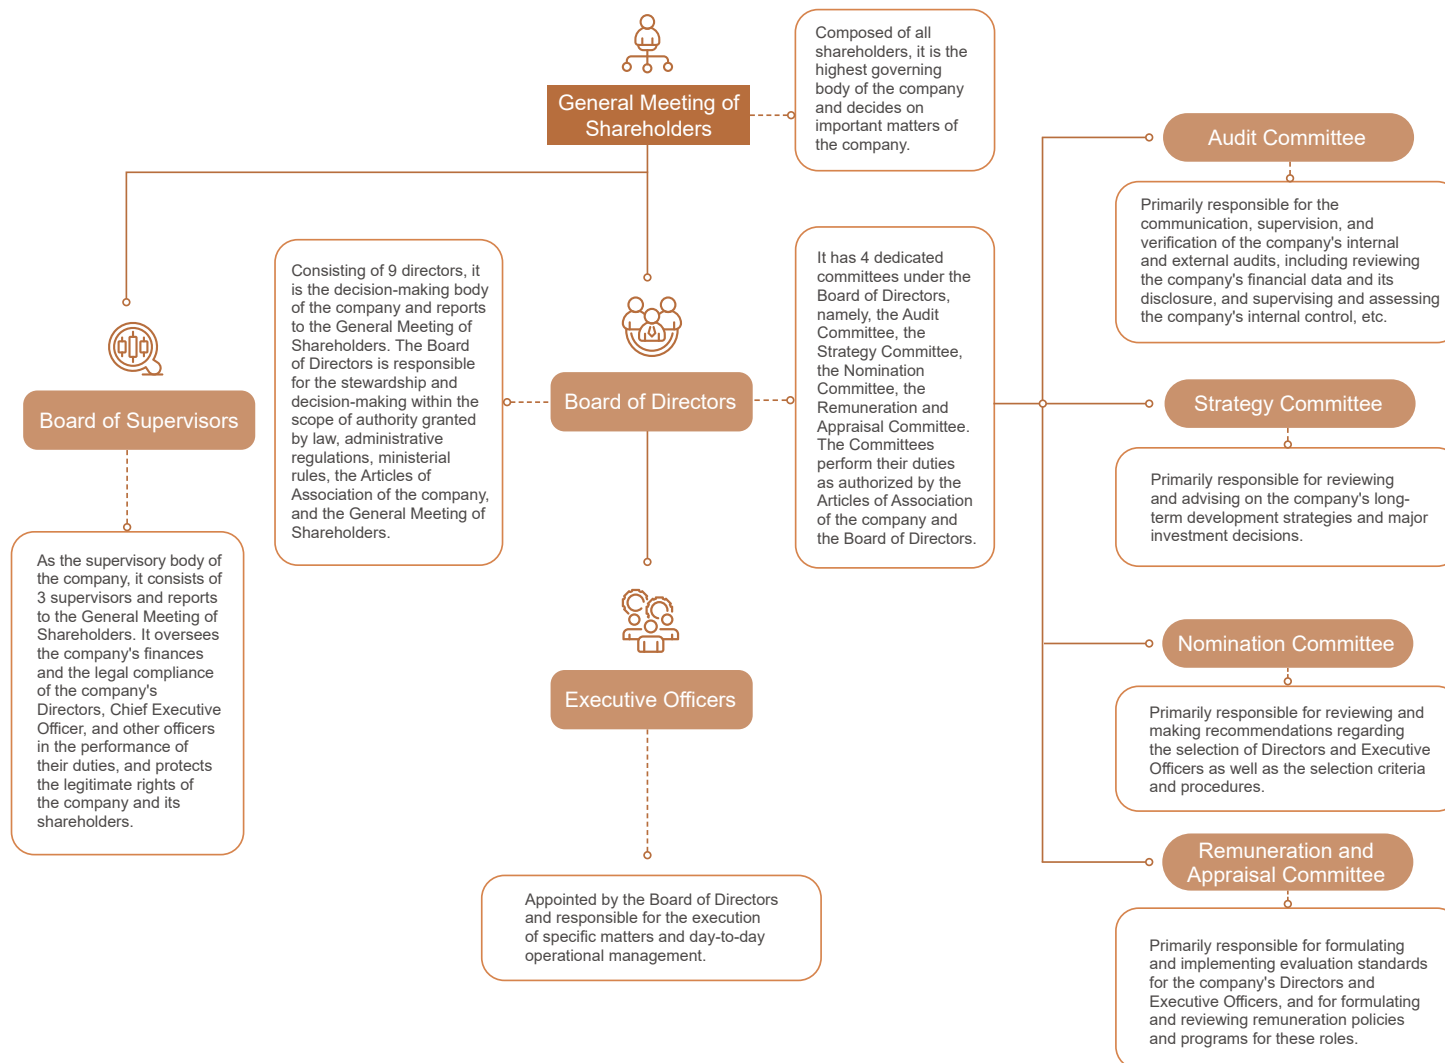 General Meeting of
Shareholders
Composed of all
shareholders, it is the
highest governing
body of the company
and decides on
important matters of
the company.
Board of Supervisors
As the supervisory body of
the company, it consists of
3 supervisors and reports
to the General Meeting of
Shareholders. It oversees
the company's finances
and the legal compliance
of the company's
Directors, Chief Executive
Officer, and other officers
in the performance of
their duties, and protects
the legitimate rights of
the company and its
shareholders.
Consisting of 9 directors, it
is the decision-making body
of the company and reports
to the General Meeting of
Shareholders. The Board
of Directors is responsible
for the stewardship and
decision-making within the
scope of authority granted
by law, administrative
regulations, ministerial
rules, the Articles of
Association of the company,
and the General Meeting of
Shareholders.
Board of Directors
It has 4 dedicated
committees under the
Board of Directors,
namely, the Audit
Committee, the
Strategy Committee,
the Nomination
Committee, the
Remuneration and
Appraisal Committee.
The Committees
perform their duties
as authorized by the
Articles of Association
of the company and
the Board of Directors.
Executive Officers
Appointed by the Board of Directors
and responsible for the execution
of specific matters and day-to-day
operational management.
Audit Committee
Primarily responsible for the
communication, supervision, and
verification of the company's internal
and external audits, including reviewing
the company's financial data and its
disclosure, and supervising and assessing
the company's internal control, etc.
Strategy Committee
Primarily responsible for reviewing
and advising on the company's long-
term development strategies and major
investment decisions.
Nomination Committee
Primarily responsible for reviewing and
making recommendations regarding
the selection of Directors and Executive
Officers as well as the selection criteria
and procedures.
Remuneration and
Appraisal Committee
Primarily responsible for formulating
and implementing evaluation standards
for the company's Directors and
Executive Officers, and for formulating
and reviewing remuneration policies
and programs for these roles.